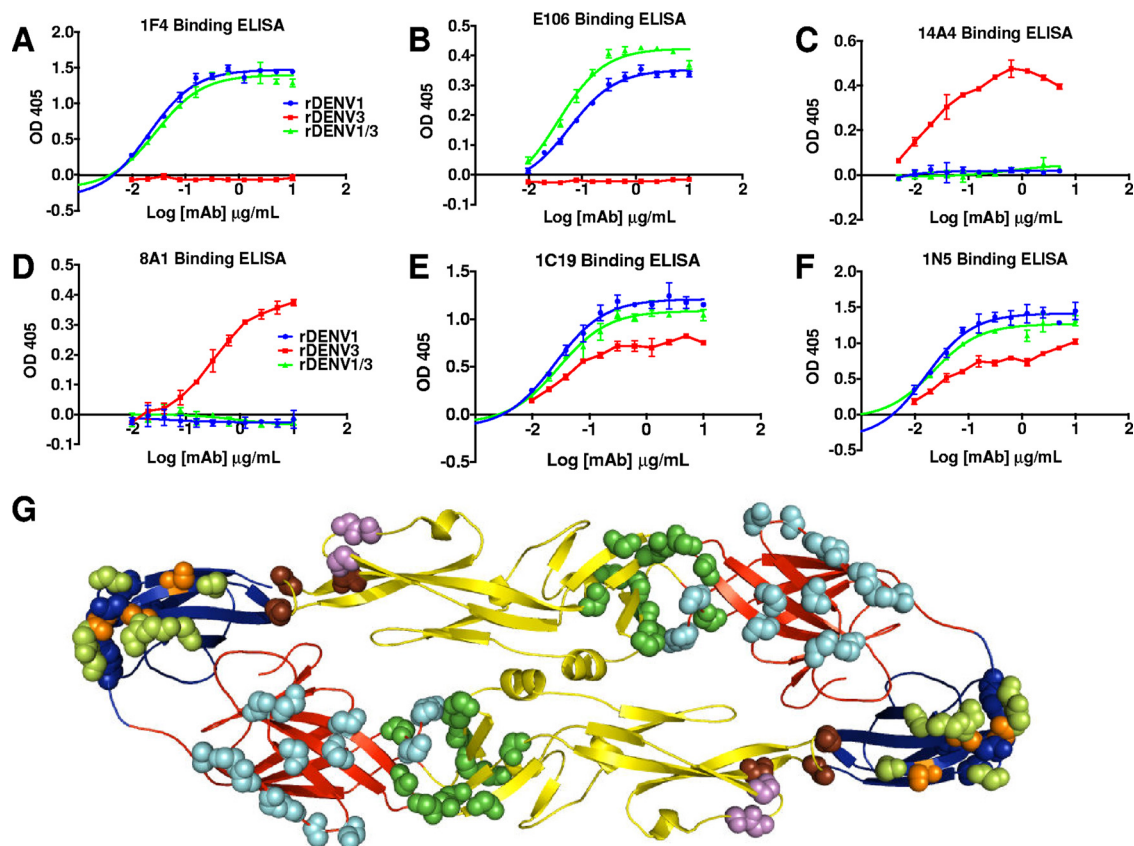 A
1F4 Binding ELISA
OD 405
2.0
1.5
1.0
0.5
0.0
-0.5
-2
-1
0
1
2
Log [mAb] µg/mL
rDENV1
rDENV3
rDENV1/3
B
E106 Binding ELISA
OD 405
0.5
0.4
0.3
0.2
0.1
0.0
-0.1
-3
-2
-1
0
1
2
Log [mAb] µg/mL
C
14A4 Binding ELISA
OD 405
0.6
0.4
0.2
0.0
-0.2
-2
-1
0
1
2
Log [mAb] µg/mL
D
8A1 Binding ELISA
OD 405
0.5
0.4
0.3
0.2
0.1
0.0
-0.1
-2
-1
0
1
2
Log [mAb] µg/mL
rDENV1
rDENV3
rDENV1/3
E
1C19 Binding ELISA
OD 405
1.5
1.0
0.5
0.0
-0.5
-2
-1
0
1
2
Log [mAb] µg/mL
F
1N5 Binding ELISA
OD 405
2.0
1.5
1.0
0.5
0.0
-0.5
-2
-1
0
1
2
Log [mAb] µg/mL
G